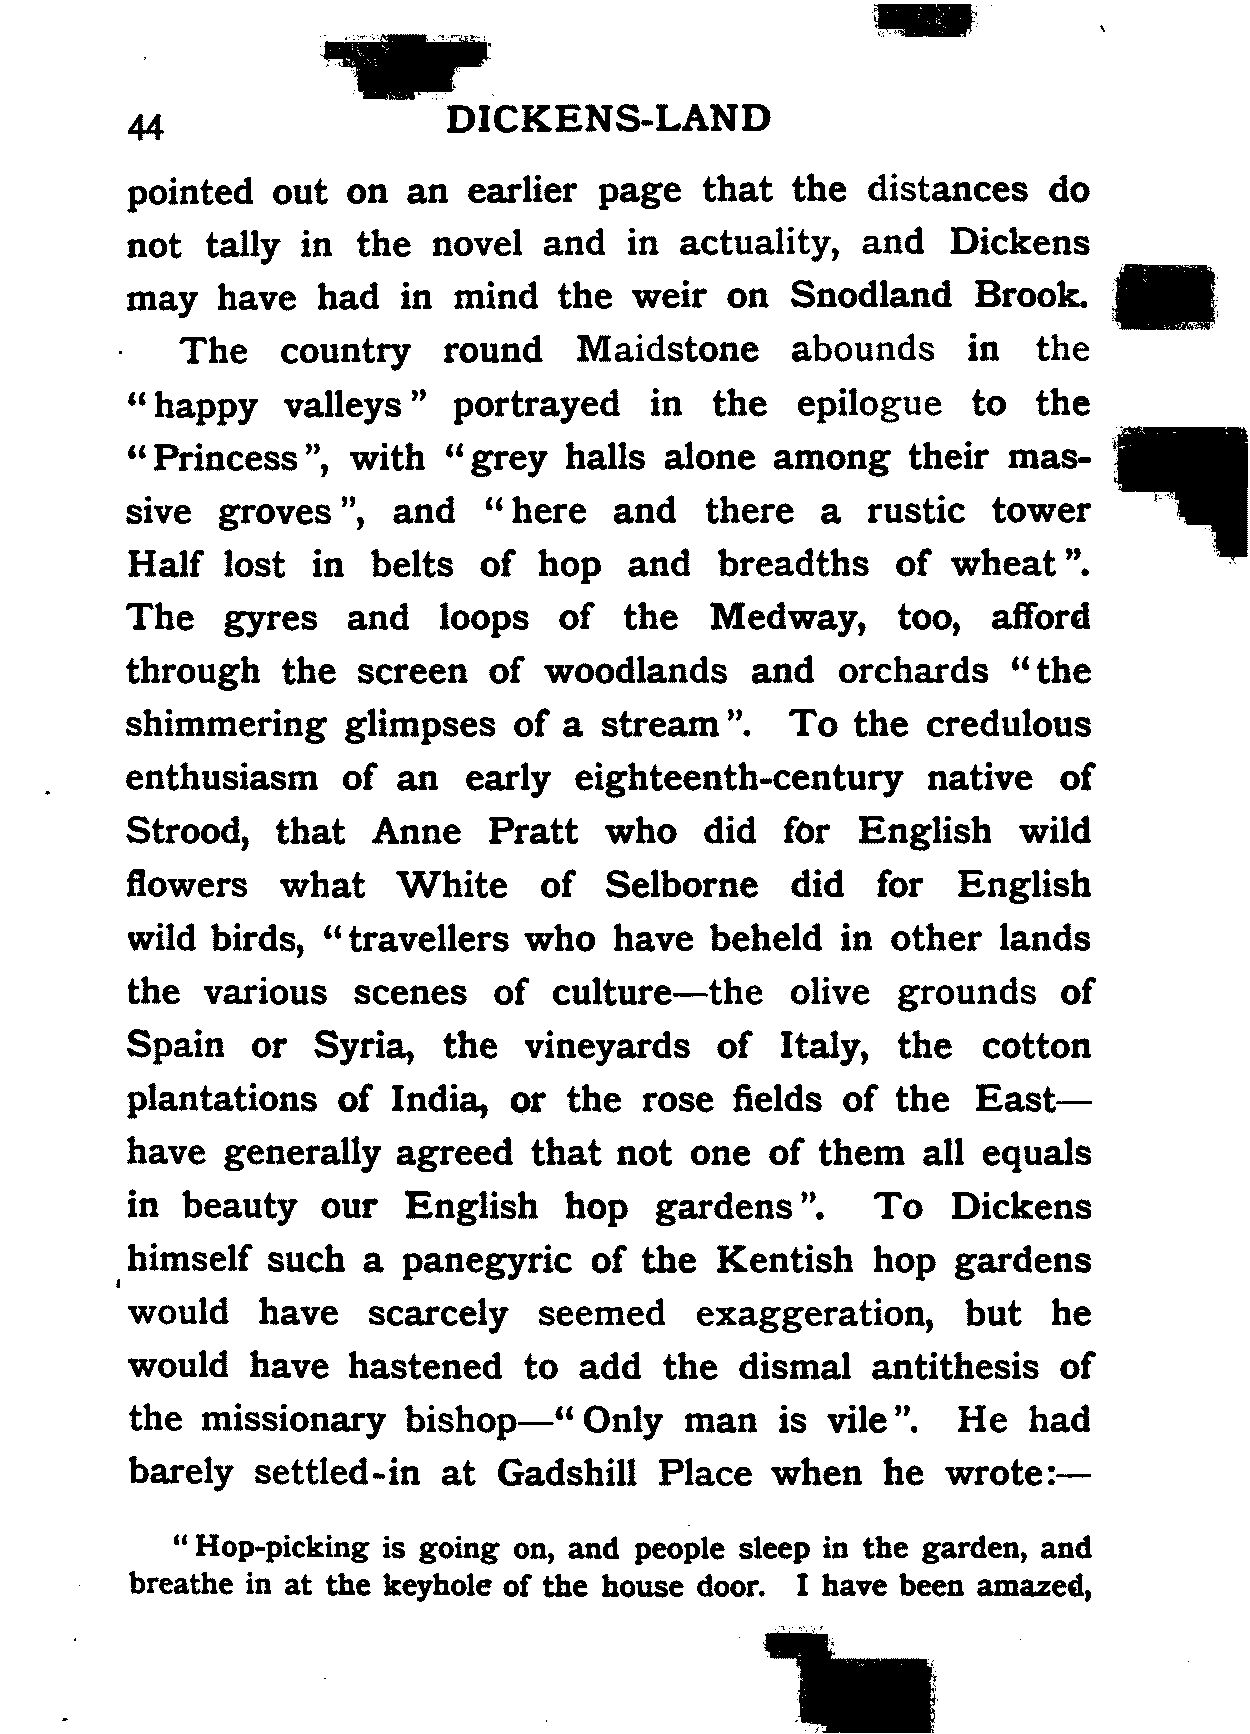 44 DICKENS-LAND
pointed out on an earlier page that the distances do
not tally in the novel and in actuality, and Dickens
may have had in mind the weir on Snodland Brook.
The country round Maidstone abounds in the
“happy valleys” portrayed in the epilogue to the
“Princess”, with “grey halls alone among their mas-
sive groves”, and “here and there a rustic tower
Half lost in belts of hop and breadths of wheat”.
The gyres and loops of the Medway, too, afford
through the screen of woodlands and orchards “the
shimmering glimpses of a stream”. To the credulous
enthusiasm of an early eighteenth-century native of
Strood, that Anne Pratt who did for English wild
flowers what White of Selborne did for English
wild birds, “travellers who have beheld in other lands
the various scenes of culture—the olive grounds of
Spain or Syria, the vineyards of Italy, the cotton
plantations of India, or the rose fields of the East—
have generally agreed that not one of them all equals
in beauty our English hop gardens”. To Dickens
himself such a panegyric of the Kentish hop gardens
would have scarcely seemed exaggeration, but he
would have hastened to add the dismal antithesis of
the missionary bishop—“Only man is vile”. He had
barely settled-in at Gadshill Place when he wrote:—
“Hop-picking is going on, and people sleep in the garden, and
breathe in at the keyhole of the house door. I have been amazed,